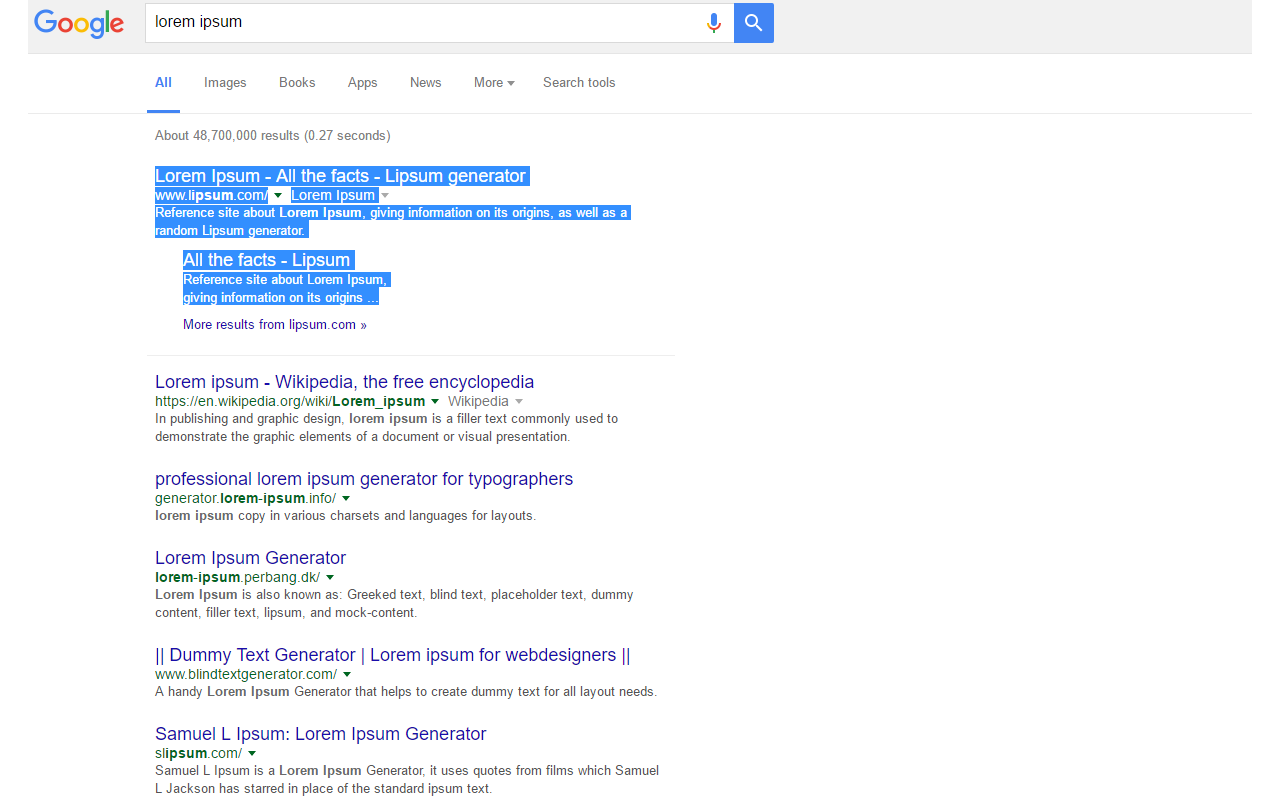 Google lorem ipsum
All Images Books Apps News More Search tools
About 48,700,000 results (0.27 seconds)
Lorem Ipsum - All the facts - Lipsum generator
www.lipsum.com/ Lorem Ipsum
Reference site about Lorem Ipsum, giving information on its origins, as well as a
random Lipsum generator.
All the facts - Lipsum
Reference site about Lorem Ipsum,
giving information on its origins ...
More results from lipsum.com »
Lorem ipsum - Wikipedia, the free encyclopedia
https://en.wikipedia.org/wiki/Lorem_ipsum Wikipedia
In publishing and graphic design, lorem ipsum is a filler text commonly used to
demonstrate the graphic elements of a document or visual presentation.
professional lorem ipsum generator for typographers
generator.lorem-ipsum.info/
lorem ipsum copy in various charsets and languages for layouts.
Lorem Ipsum Generator
lorem-ipsum.perbang.dk/
Lorem Ipsum is also known as: Greeked text, blind text, placeholder text, dummy
content, filler text, lipsum, and mock-content.
|| Dummy Text Generator | Lorem ipsum for webdesigners ||
www.blindtextgenerator.com/
A handy Lorem Ipsum Generator that helps to create dummy text for all layout needs.
Samuel L Ipsum: Lorem Ipsum Generator
slipsum.com/
Samuel L Ipsum is a Lorem Ipsum Generator, it uses quotes from films which Samuel
L Jackson has starred in place of the standard ipsum text.